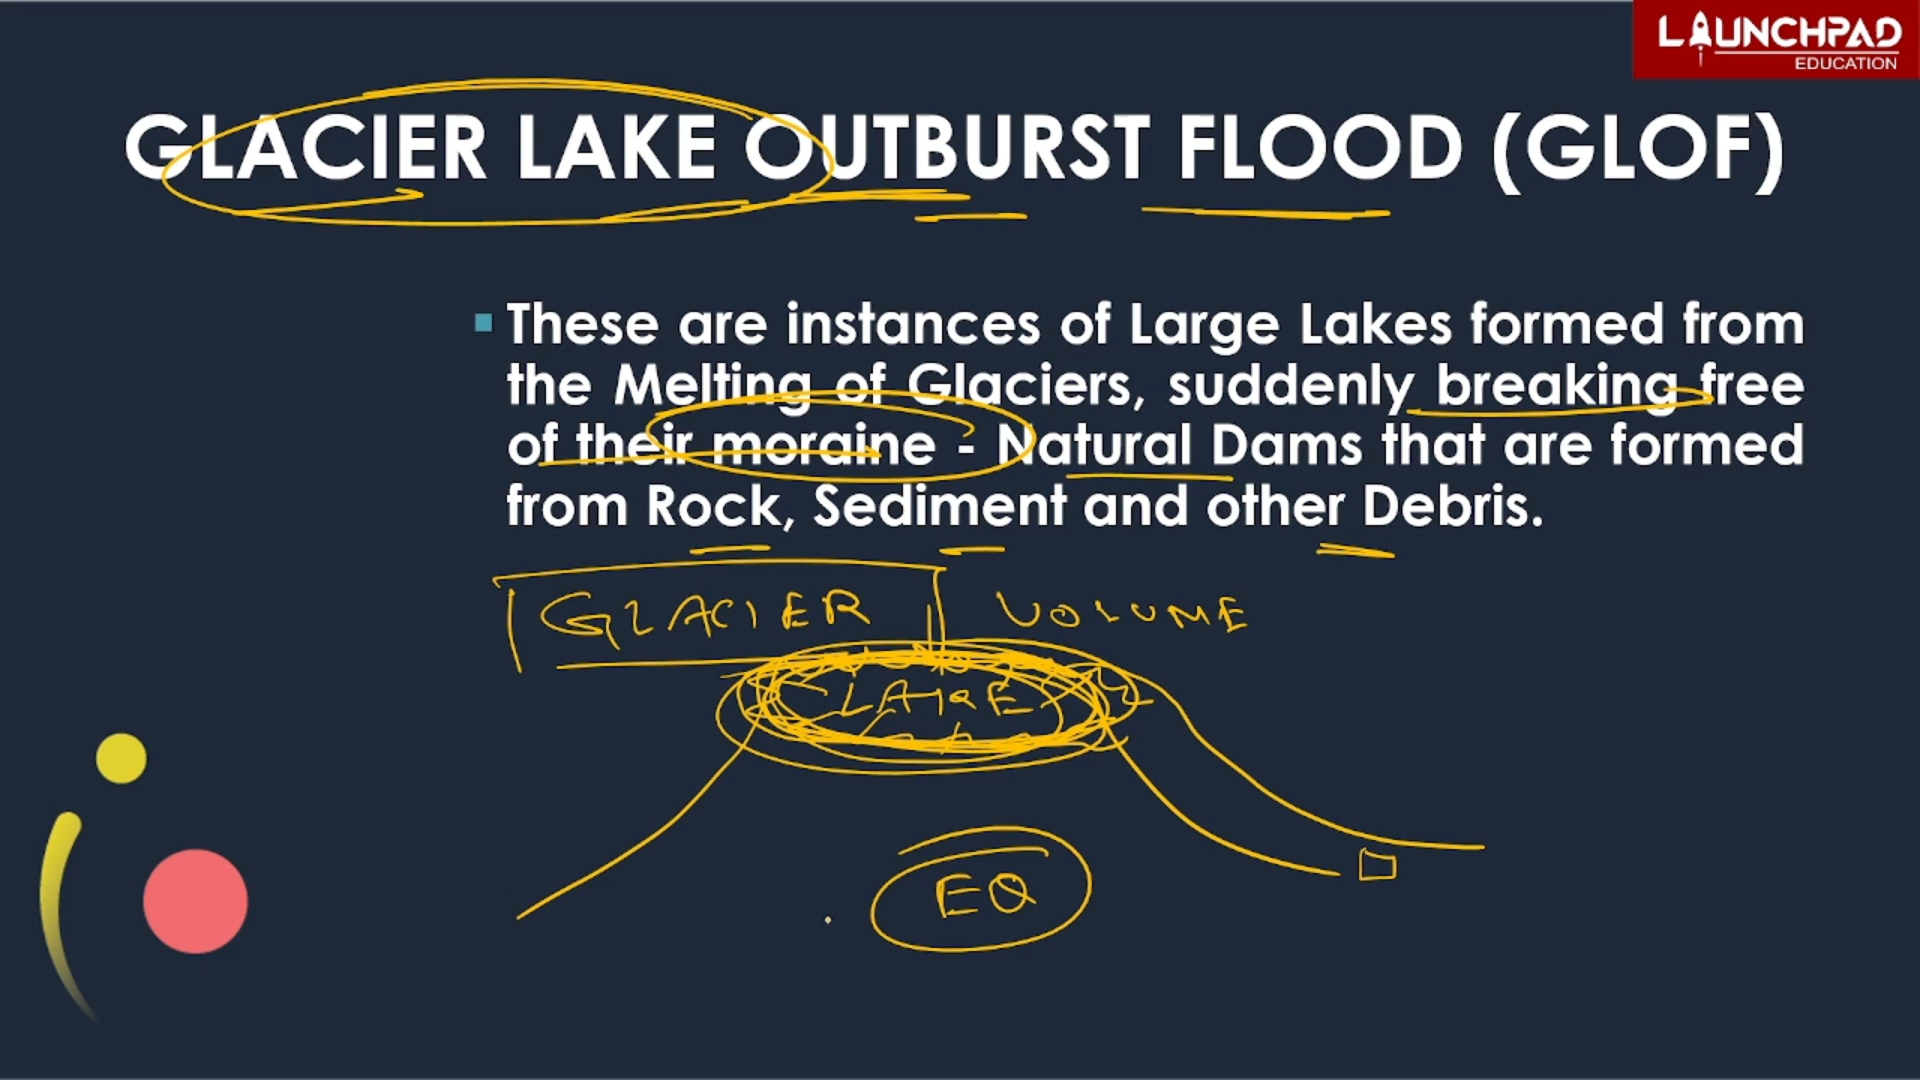 LAUNCHPAD
EDUCATION
GLACIER LAKE OUTBURST FLOOD (GLOF)
These are instances of Large Lakes formed from
the Melting of Glaciers, suddenly breaking free
of their moraine - Natural Dams that are formed
from Rock, Sediment and other Debris.
GLACIER VOLUME
LAKE
EQ